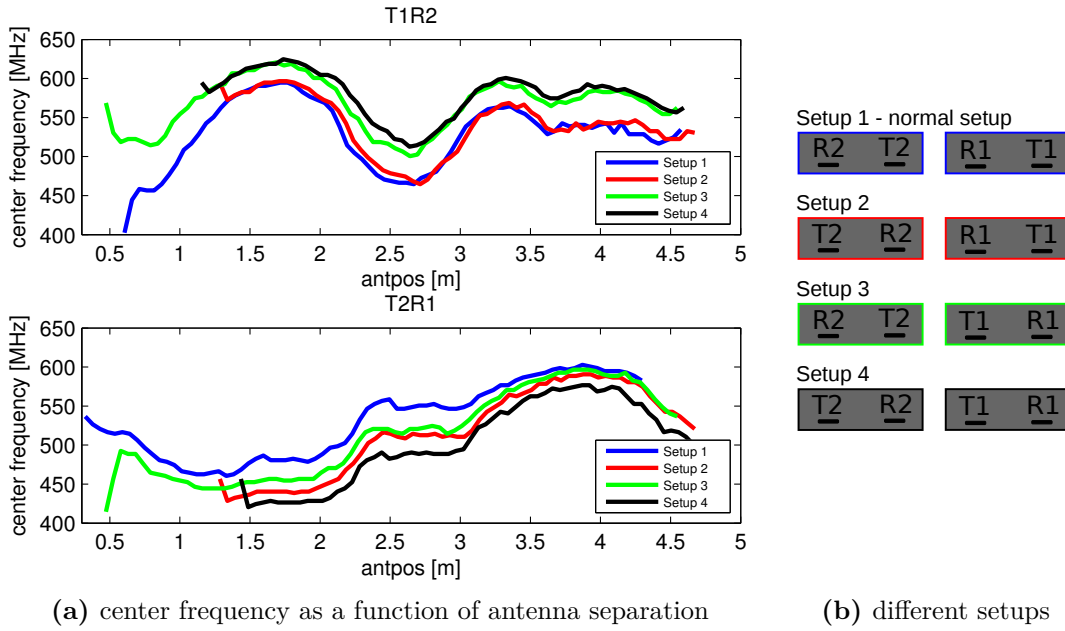 T1R2
650
600
550
500
450
400
center frequency [MHz]
0.5 1 1.5 2 2.5 3 3.5 4 4.5 5
antpos [m]
Setup 1
Setup 2
Setup 3
Setup 4
T2R1
650
600
550
500
450
400
center frequency [MHz]
0.5 1 1.5 2 2.5 3 3.5 4 4.5 5
antpos [m]
Setup 1
Setup 2
Setup 3
Setup 4
(a) center frequency as a function of antenna separation
Setup 1 - normal setup
R2 T2 R1 T1
Setup 2
T2 R2 R1 T1
Setup 3
R2 T2 T1 R1
Setup 4
T2 R2 T1 R1
(b) different setups